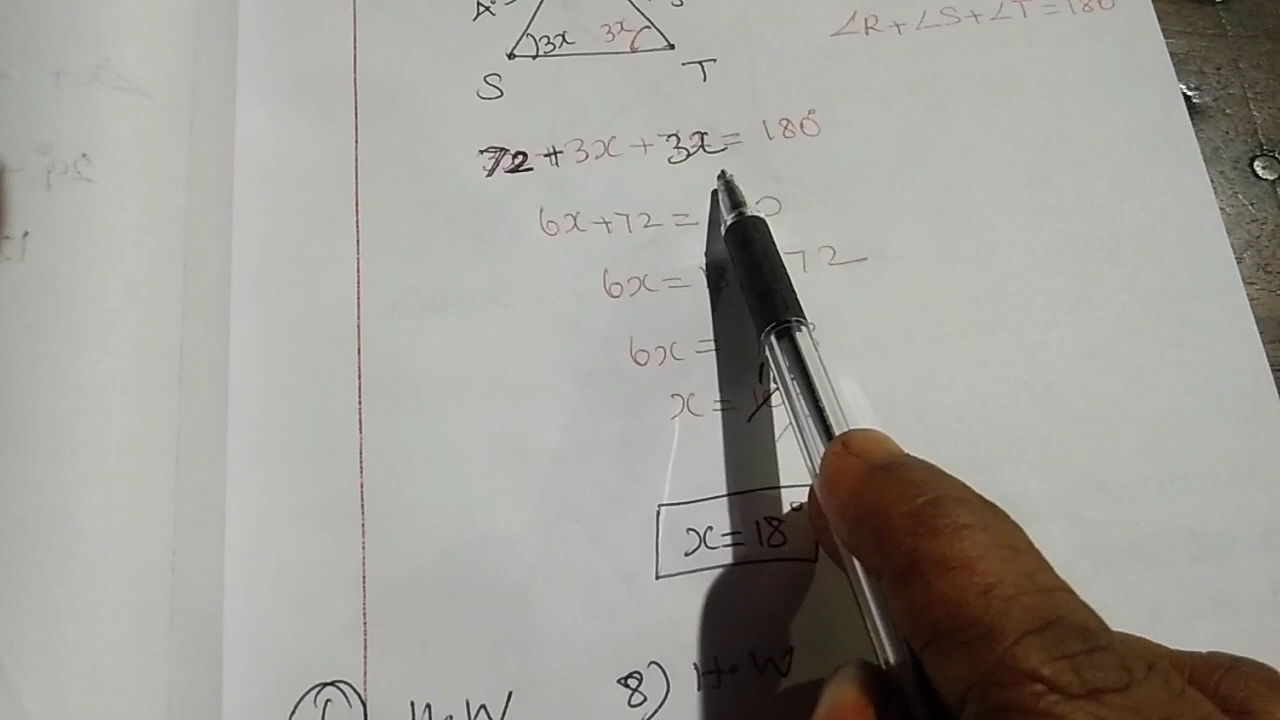 ∠R+∠S+∠T=180
3x 3x
S T
72+3x+3x=180°
6x+72=
6x= 72
6x=
x=
x=18°
8) H.W
H.W